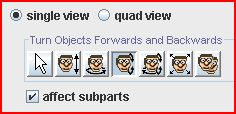 single view quad view
Turn Objects Forwards and Backwards
affect subparts